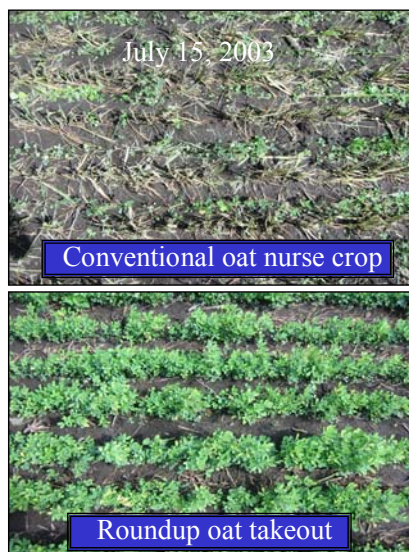 July 15, 2003
Conventional oat nurse crop
Roundup oat takeout